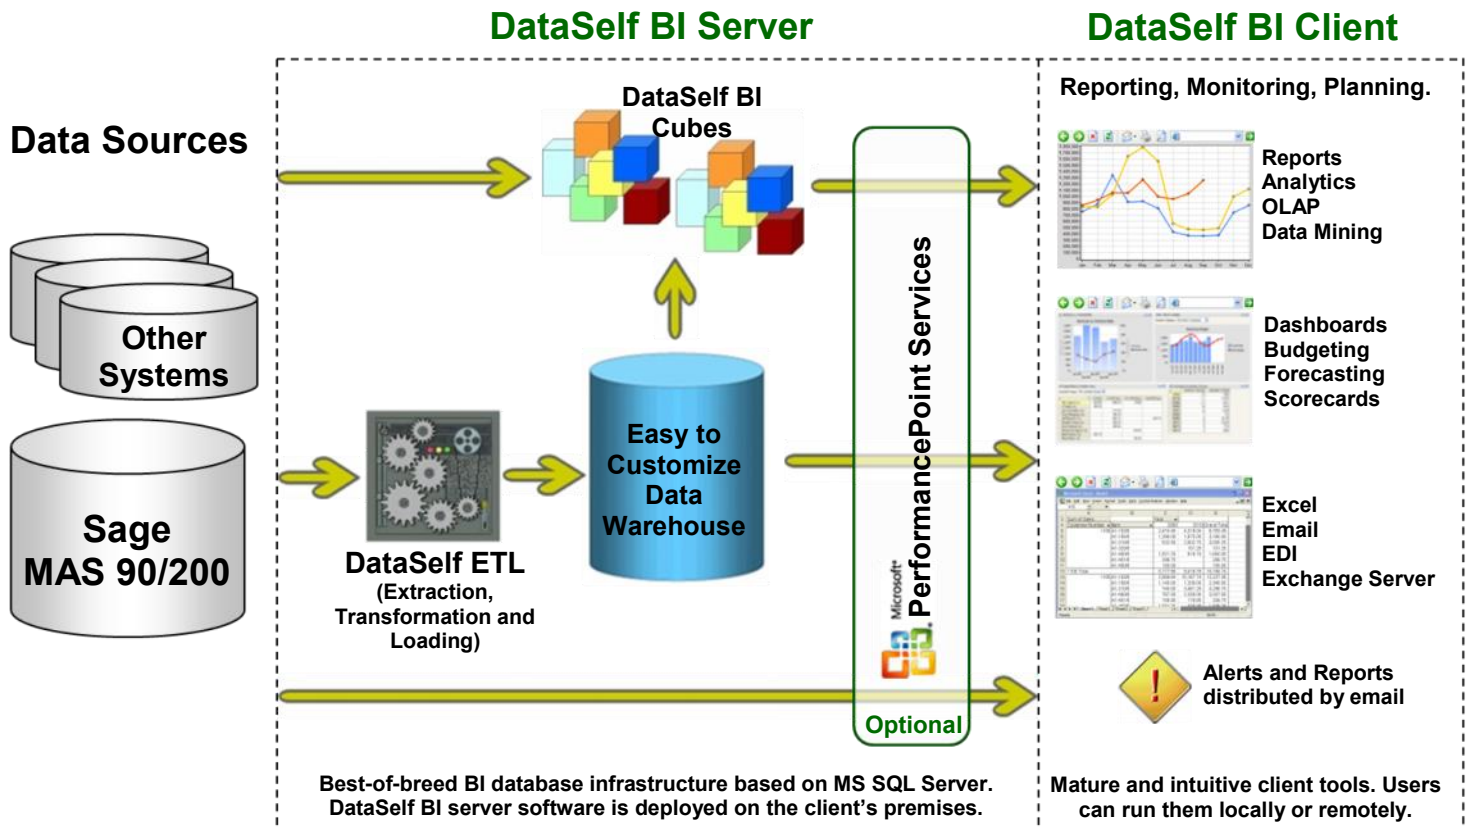 DataSelf BI Server
DataSelf BI Client
Data Sources
Other
Systems
Sage
MAS 90/200
DataSelf BI
Cubes
DataSelf ETL
(Extraction,
Transformation and
Loading)
Easy to
Customize
Data
Warehouse
Microsoft®
PerformancePoint Services
Optional
Best-of-breed BI database infrastructure based on MS SQL Server.
DataSelf BI server software is deployed on the client's premises.
Reporting, Monitoring, Planning.
Reports
Analytics
OLAP
Data Mining
Dashboards
Budgeting
Forecasting
Scorecards
Excel
Email
EDI
Exchange Server
Alerts and Reports
distributed by email
Mature and intuitive client tools. Users
can run them locally or remotely.